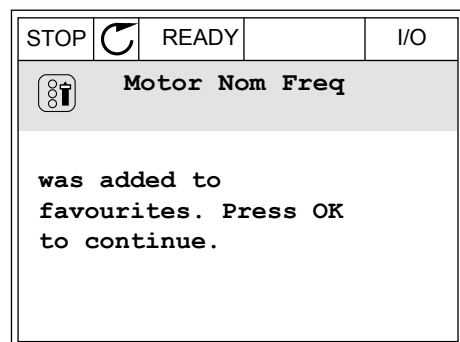 STOP READY I/O
Motor Nom Freq
was added to
favourites. Press OK
to continue.